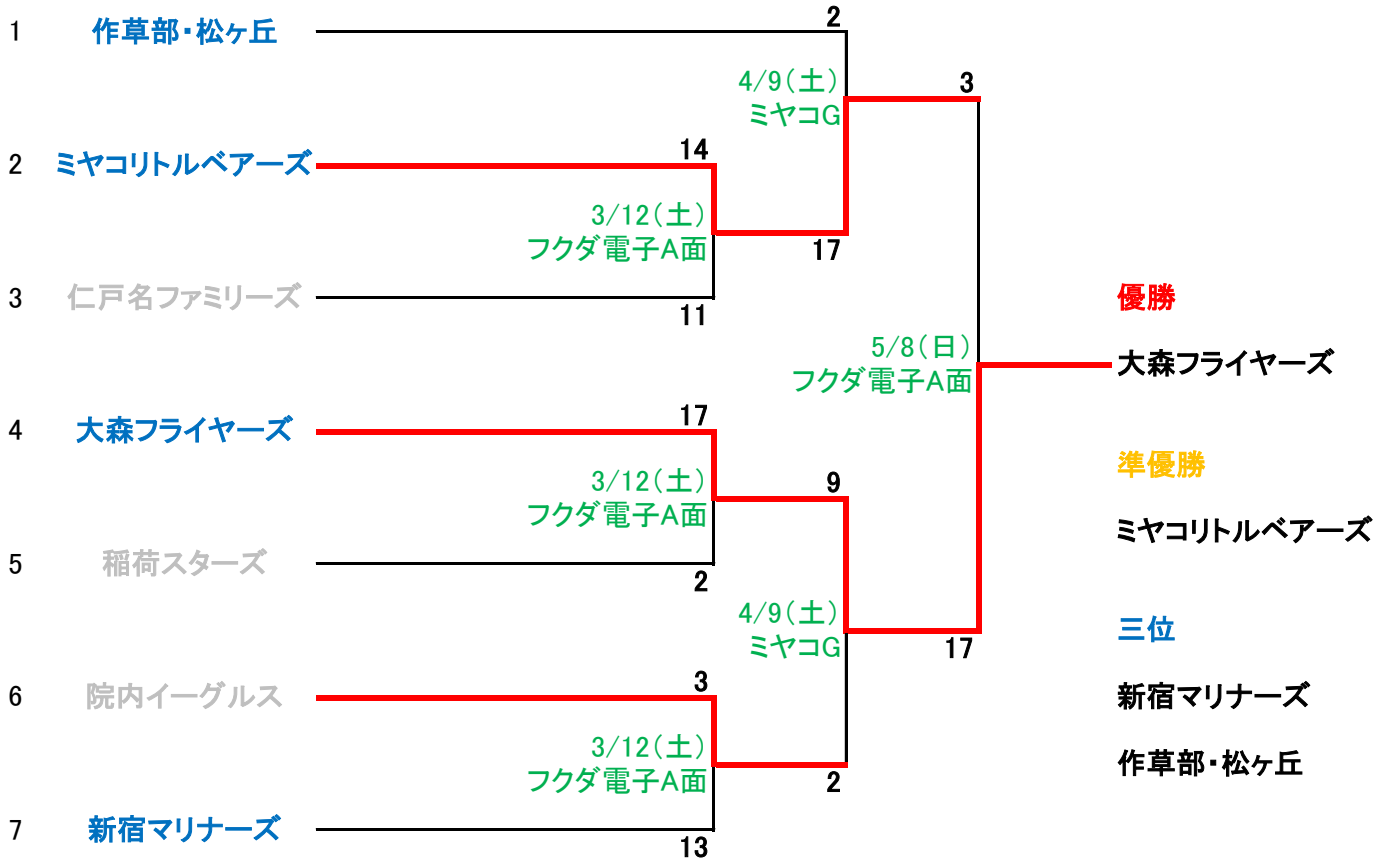 1 作草部・松ヶ丘 2
4/9(土) 3
ミヤコG
2 ミヤコリトルベアーズ 14
3/12(土)
フクダ電子A面 17
3 仁戸名ファミリーズ 11
優勝
5/8(日)
フクダ電子A面
大森フライヤーズ
4 大森フライヤーズ 17
準優勝
3/12(土) 9
フクダ電子A面
ミヤコリトルベアーズ
5 稲荷スターズ 2
4/9(土)
ミヤコG 17
三位
6 院内イーグルス 3
新宿マリナーズ
3/12(土)
フクダ電子A面 2
作草部・松ヶ丘
7 新宿マリナーズ 13